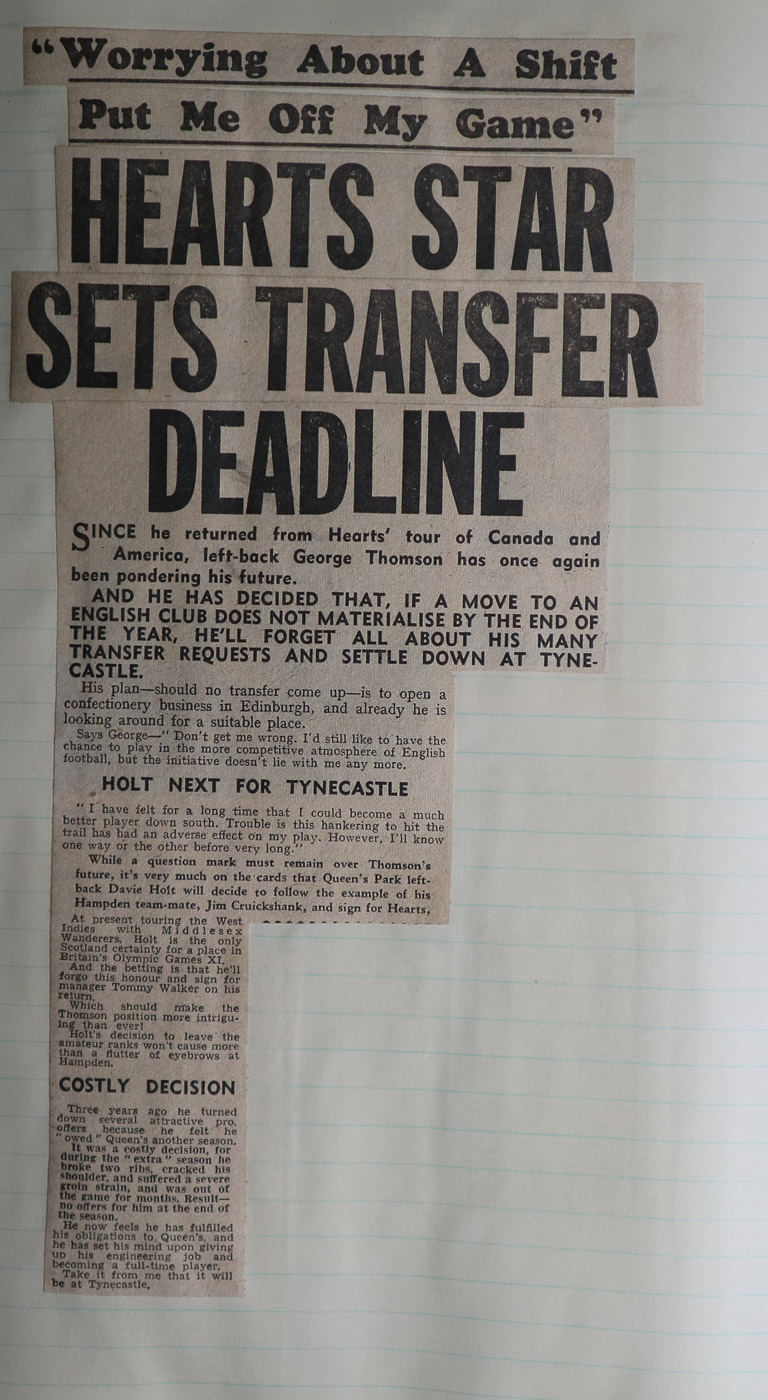 “Worrying About A Shift
Put Me Off My Game”
HEARTS STAR
SETS TRANSFER
DEADLINE
SINCE he returned from Hearts’ tour of Canada and
America, left-back George Thomson has once again
been pondering his future.
AND HE HAS DECIDED THAT, IF A MOVE TO AN
ENGLISH CLUB DOES NOT MATERIALISE BY THE END OF
THE YEAR, HE’LL FORGET ALL ABOUT HIS MANY
TRANSFER REQUESTS AND SETTLE DOWN AT TYNE-
CASTLE.
His plan—should no transfer come up—is to open a
confectionery business in Edinburgh, and already he is
looking around for a suitable place.
Says George—“ Don’t get me wrong. I’d still like to have the
chance to play in the more competitive atmosphere of English
football, but the initiative doesn’t lie with me any more.
HOLT NEXT FOR TYNECASTLE
“ I have felt for a long time that I could become a much
better player down south. Trouble is this hankering to hit the
trail has had an adverse effect on my play. However, I’ll know
one way or the other before very long.”
While a question mark must remain over Thomson’s
future, it’s very much on the cards that Queen’s Park left-
back Davie Holt will decide to follow the example of his
Hampden team-mate, Jim Cruickshank, and sign for Hearts,
At present touring the West
Indies with Middlesex
Wanderers, Holt is the only
Scotland certainty for a place in
Britain’s Olympic Games XI.
And the betting is that he’ll
forgo this honour and sign for
manager Tommy Walker on his
return.
Which should make the
Thomson position more intrigu-
ing than ever!
Holt’s decision to leave the
amateur ranks won’t cause more
than a flutter of eyebrows at
Hampden.
COSTLY DECISION
Three years ago he turned
down several attractive pro.
offers because he felt he
“ owed ” Queen’s another season.
It was a costly decision, for
during the “ extra ” season he
broke two ribs, cracked his
shoulder, and suffered a severe
groin strain, and was out of
the game for months. Result—
no offers for him at the end of
the season.
He now feels he has fulfilled
his obligations to Queen’s, and
he has set his mind upon giving
up his engineering job and
becoming a full-time player.
Take it from me that it will
be at Tynecastle.